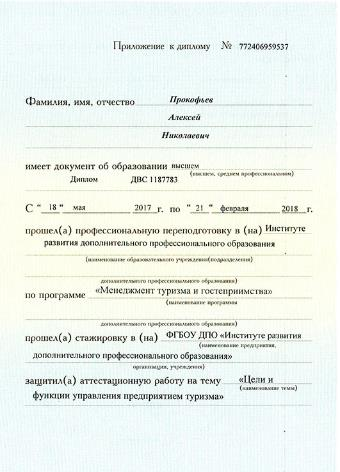 Приложение к диплому № 772406959537
Фамилия, имя, отчество Прокофьев
Алексей
Николаевич
имеет документ об образовании высшем
(высшем, среднем профессиональном)
Диплом ДВС 1187783
С " 18 " мая 2017 г. по " 21 " февраля 2018 г.
прошел(а) профессиональную переподготовку в (на) Институте
развития дополнительного профессионального образования
(наименование образовательного учреждения(подразделения)
дополнительного профессионального образования)
по программе «Менеджмент туризма и гостеприимства»
(наименование программы
дополнительного профессионального образования)
прошел(а) стажировку в (на) ФГБОУ ДПО «Институте развития
(наименование предприятия,
дополнительного профессионального образования»
организации, учреждения)
защитил(а) аттестационную работу на тему «Цели и
(наименование темы)
функции управления предприятием туризма»